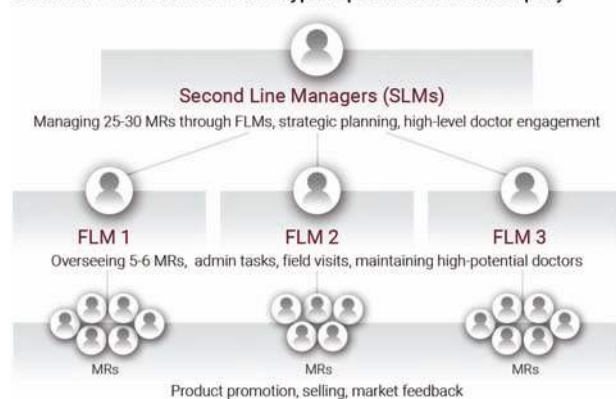 Second Line Managers (SLMs)
Managing 25-30 MRs through FLMs, strategic planning, high-level doctor engagement
FLM 1 FLM 2 FLM 3
Overseeing 5-6 MRs, admin tasks, field visits, maintaining high-potential doctors
MRs MRs MRs
Product promotion, selling, market feedback